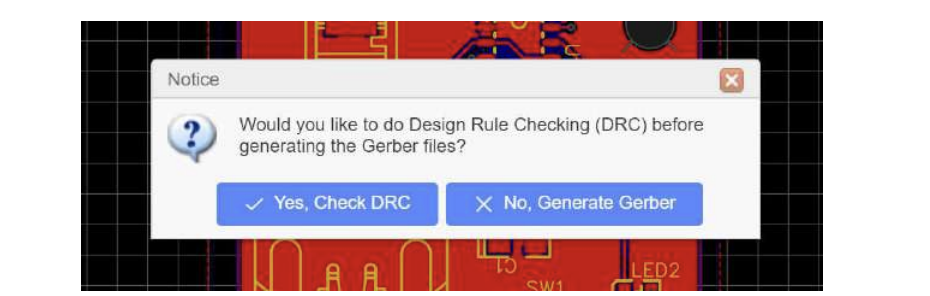 Notice
Would you like to do Design Rule Checking (DRC) before
generating the Gerber files?
Yes, Check DRC
No, Generate Gerber
C1
LED2
SW1